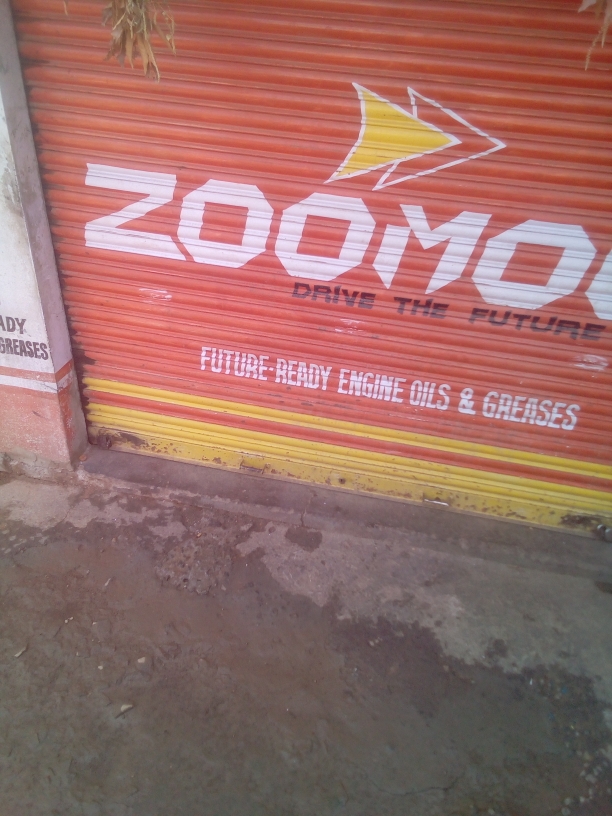 ZOOMO
DRIVE THE FUTURE
FUTURE-READY ENGINE OILS & GREASES
ADY
GREASES